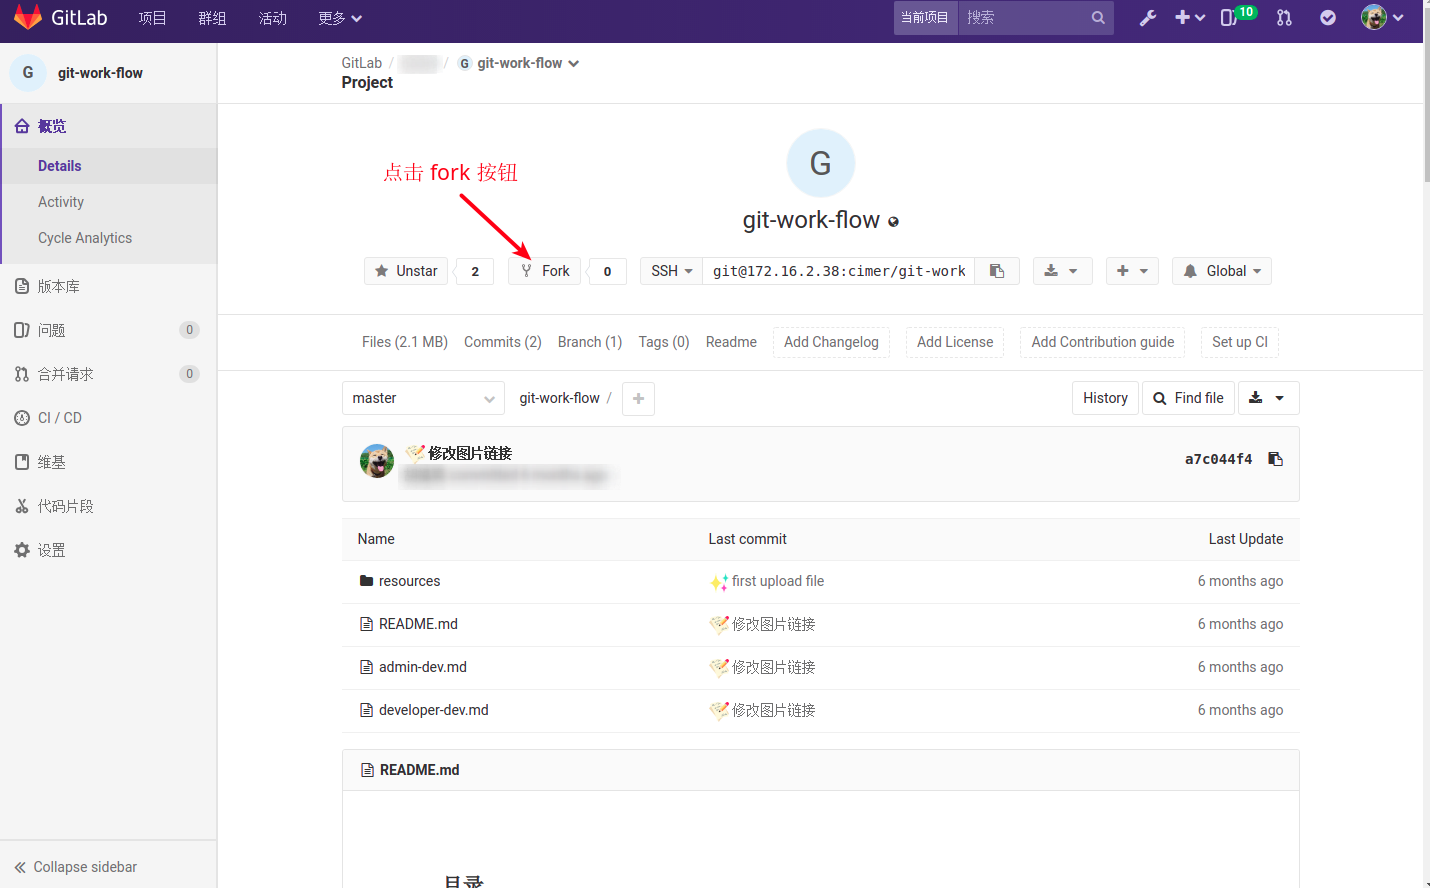 GitLab 项目 群组 活动 更多 当前项目 搜索 10
G git-work-flow
概览
Details
Activity
Cycle Analytics
版本库
问题 0
合并请求 0
CI / CD
维基
代码片段
设置
Collapse sidebar
GitLab / / G git-work-flow
Project
点击 fork 按钮
G
git-work-flow
Unstar 2 Fork 0 SSH git@172.16.2.38:cimer/git-work Global
Files (2.1 MB) Commits (2) Branch (1) Tags (0) Readme Add Changelog Add License Add Contribution guide Set up CI
master git-work-flow / + History Find file
修改图片链接
a7c044f4
Name Last commit Last Update
resources first upload file 6 months ago
README.md 修改图片链接 6 months ago
admin-dev.md 修改图片链接 6 months ago
developer-dev.md 修改图片链接 6 months ago
README.md
目录